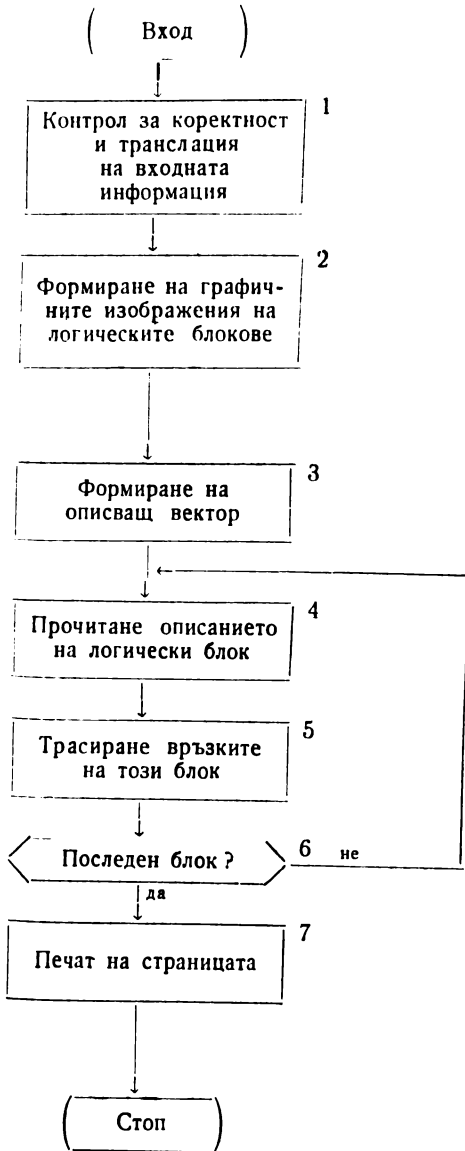 Вход
1
Контрол за коректност
и транслация
на входната
информация
2
Формиране на графич-
ните изображения на
логическите блокове
3
Формиране на
описващ вектор
4
Прочитане описанието
на логически блок
5
Трасиране връзките
на този блок
Последен блок ? 6 не
да
7
Печат на страницата
Стоп